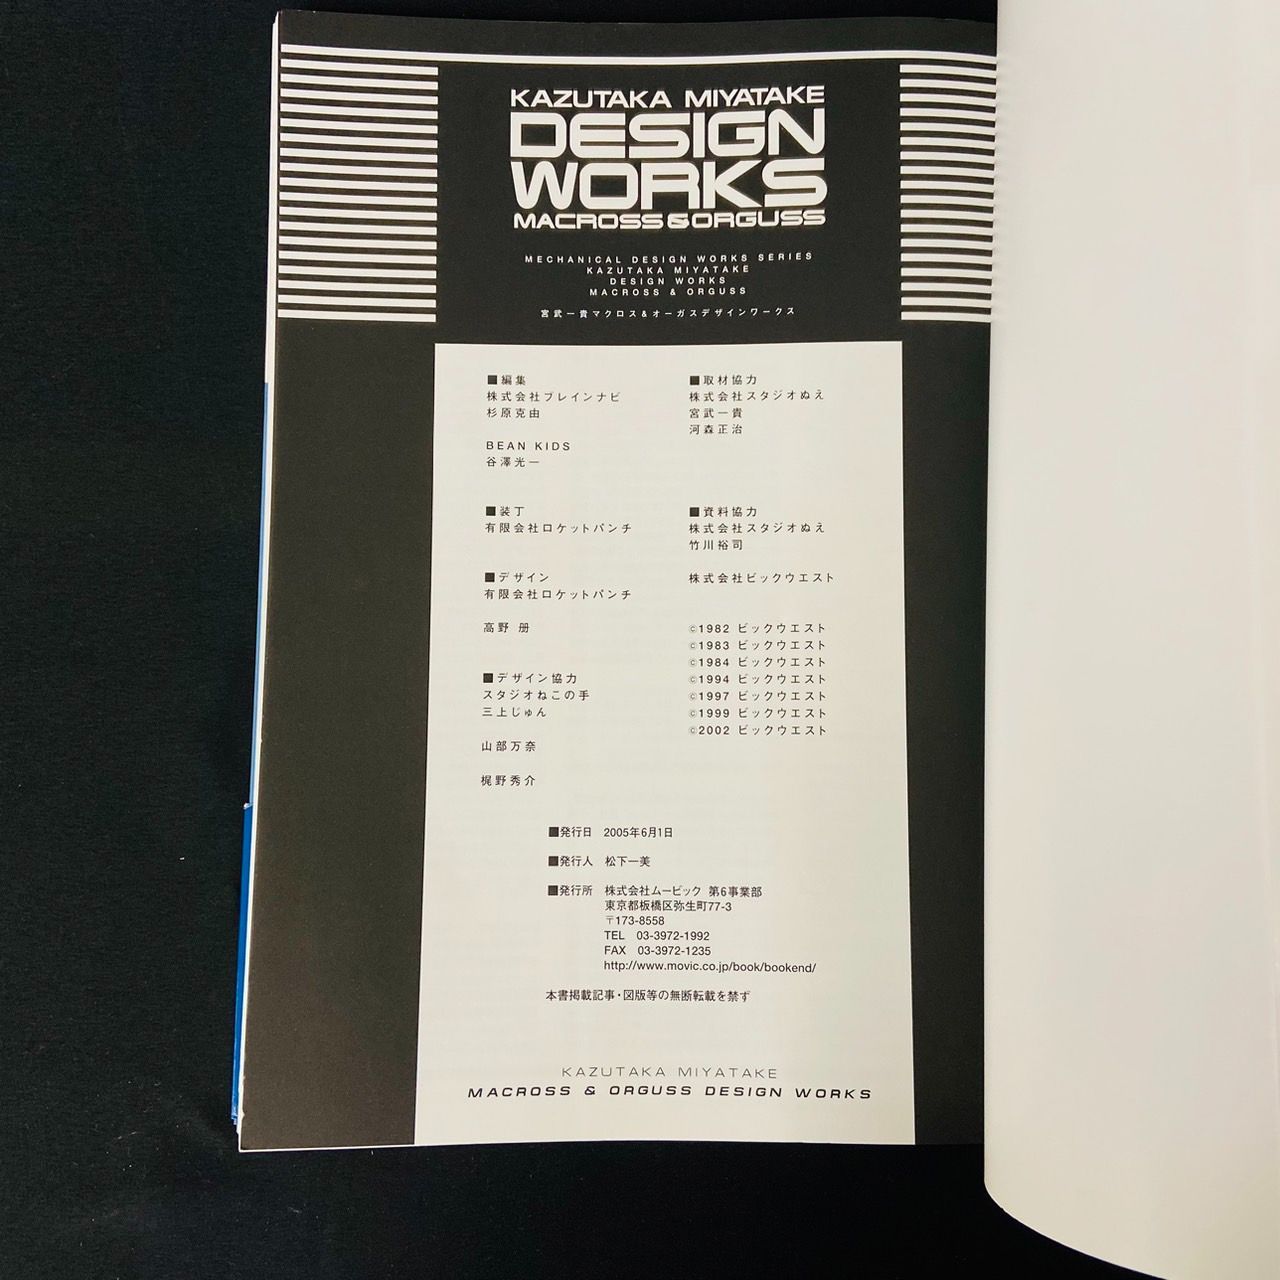 KAZUTAKA MIYATAKE
DESIGN
WORKS
MACROSS & ORGUSS
MECHANICAL DESIGN WORKS SERIES
KAZUTAKA MIYATAKE
DESIGN WORKS
MACROSS & ORGUSS
宮武一貴マクロス&オーガスデザインワークス
■編集
株式会社ブレインナビ
杉原克由
BEAN KIDS
谷澤光一
■装丁
有限会社ロケットパンチ
■デザイン
有限会社ロケットパンチ
高野 册
■デザイン協力
スタジオねこの手
三上じゅん
山部万奈
梶野秀介
■取材協力
株式会社スタジオぬえ
宮武一貴
河森正治
■資料協力
株式会社スタジオぬえ
竹川裕司
株式会社ビックウエスト
©1982 ビックウエスト
©1983 ビックウエスト
©1984 ビックウエスト
©1994 ビックウエスト
©1997 ビックウエスト
©1999 ビックウエスト
©2002 ビックウエスト
■発行日 2005年6月1日
■発行人 松下一美
■発行所 株式会社ムービック 第6事業部
東京都板橋区弥生町77-3
〒173-8558
TEL 03-3972-1992
FAX 03-3972-1235
http://www.movic.co.jp/book/bookend/
本書掲載記事・図版等の無断転載を禁ず
KAZUTAKA MIYATAKE
MACROSS & ORGUSS DESIGN WORKS